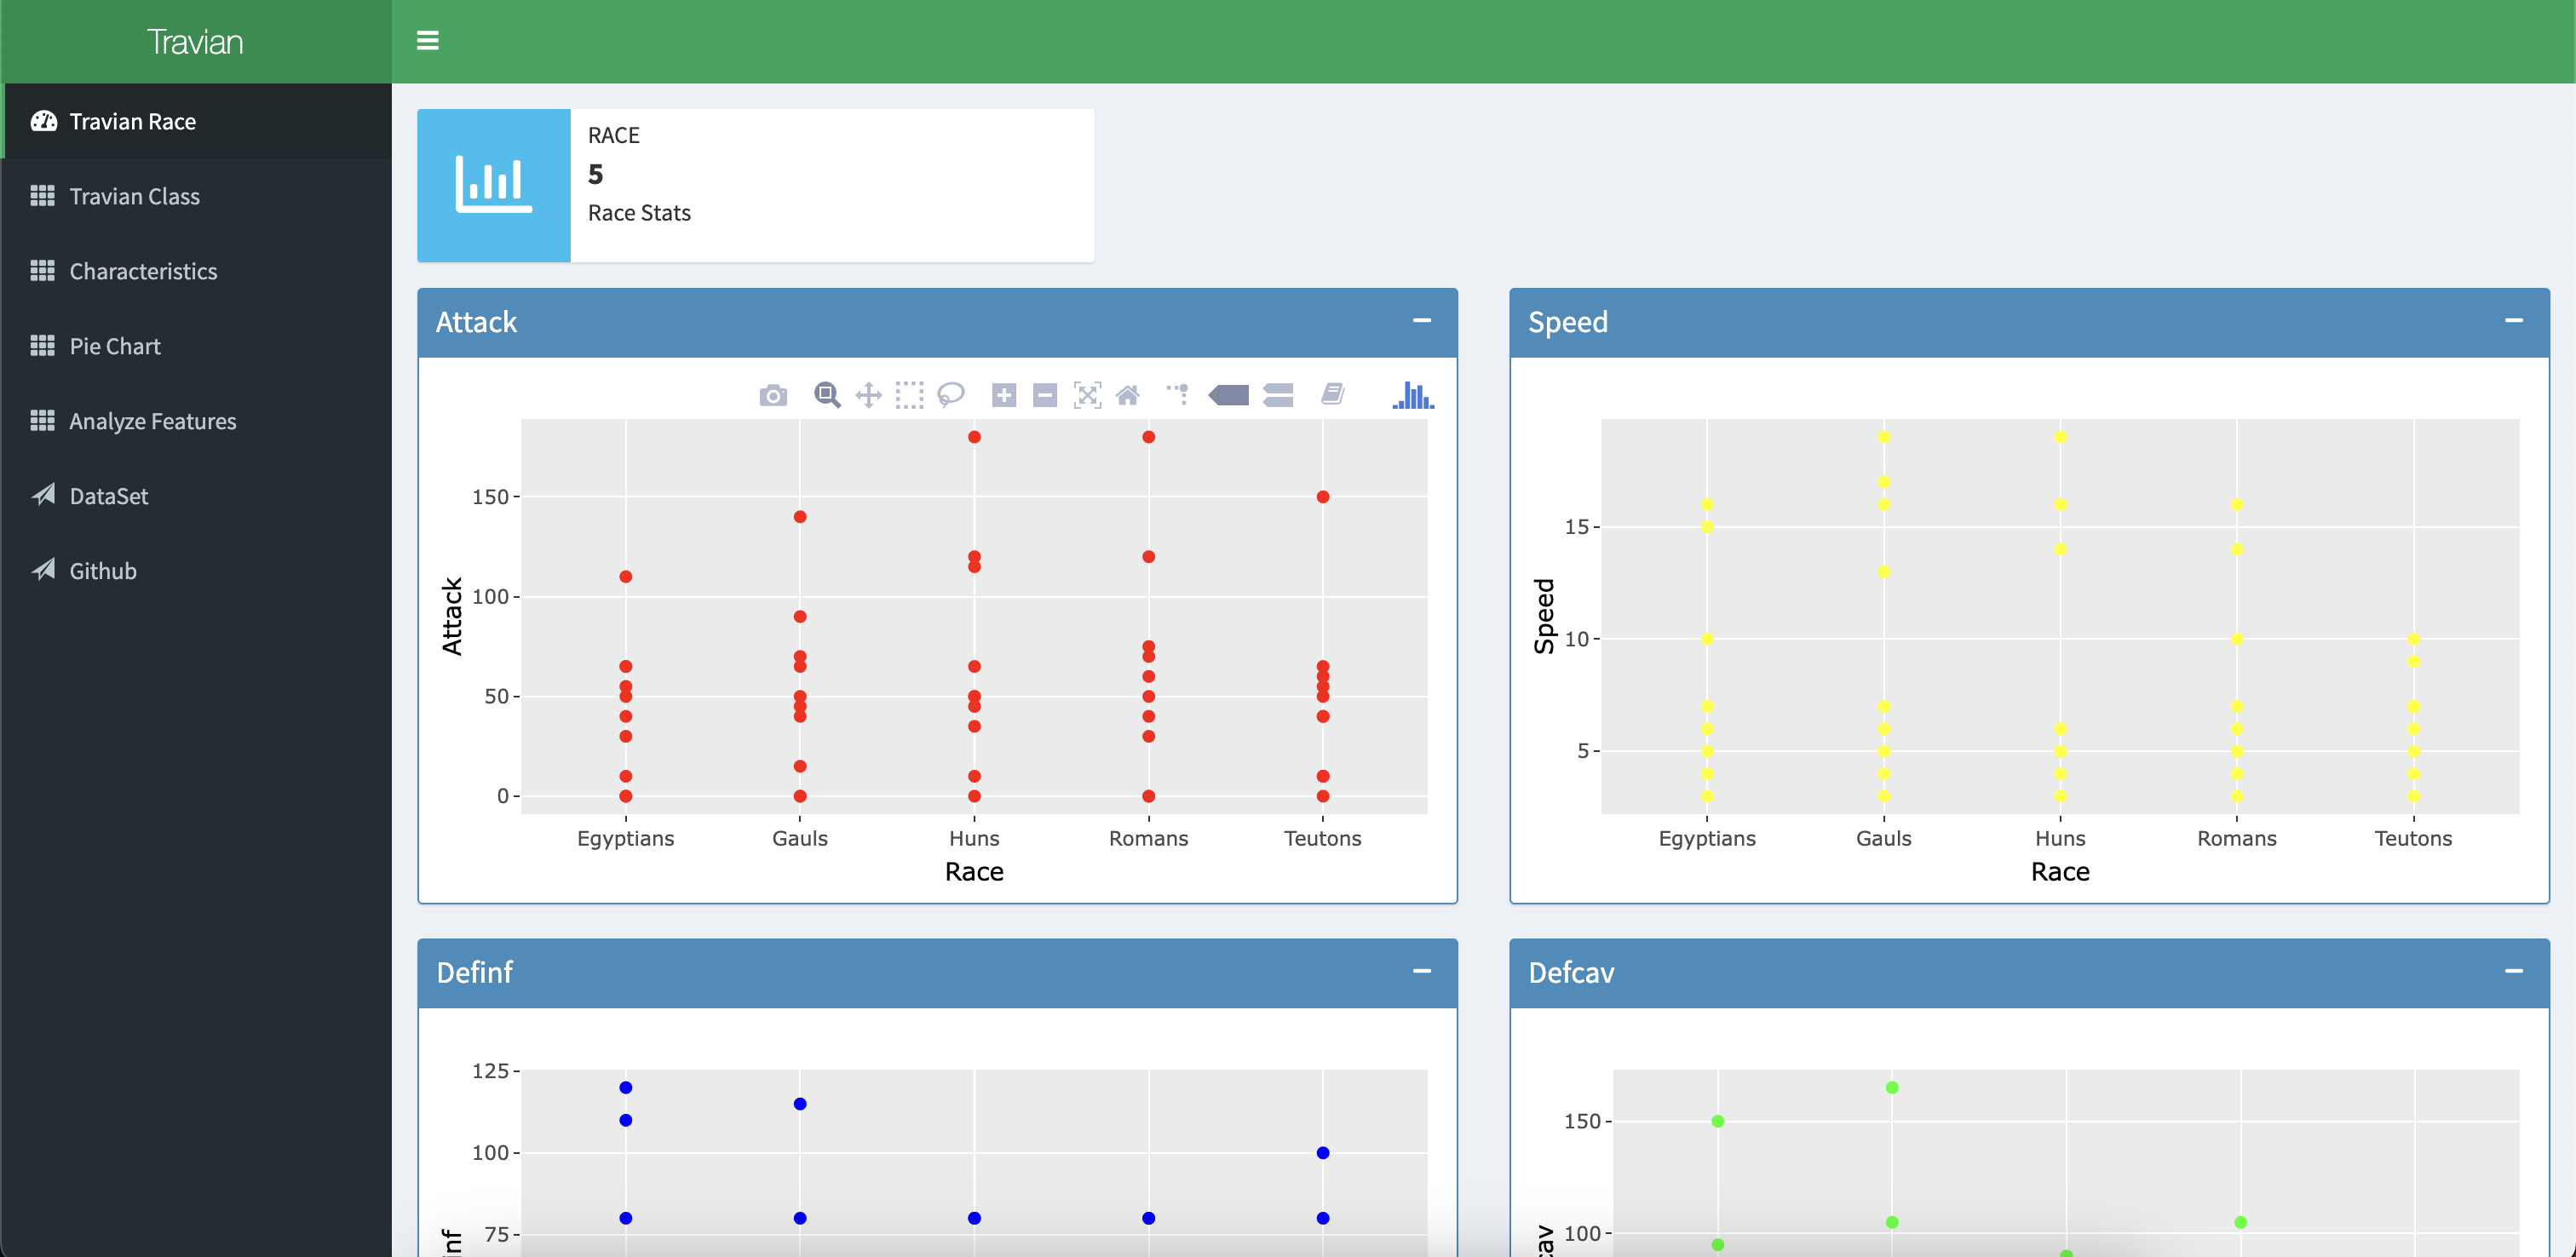 Travian
Travian Race
Travian Class
Characteristics
Pie Chart
Analyze Features
DataSet
Github
RACE
5
Race Stats
Attack
150
100
50
0
Attack
Egyptians Gauls Huns Romans Teutons
Race
Speed
15
10
5
Speed
Egyptians Gauls Huns Romans Teutons
Race
Definf
125
100
75
nf
Defcav
150
100
cav